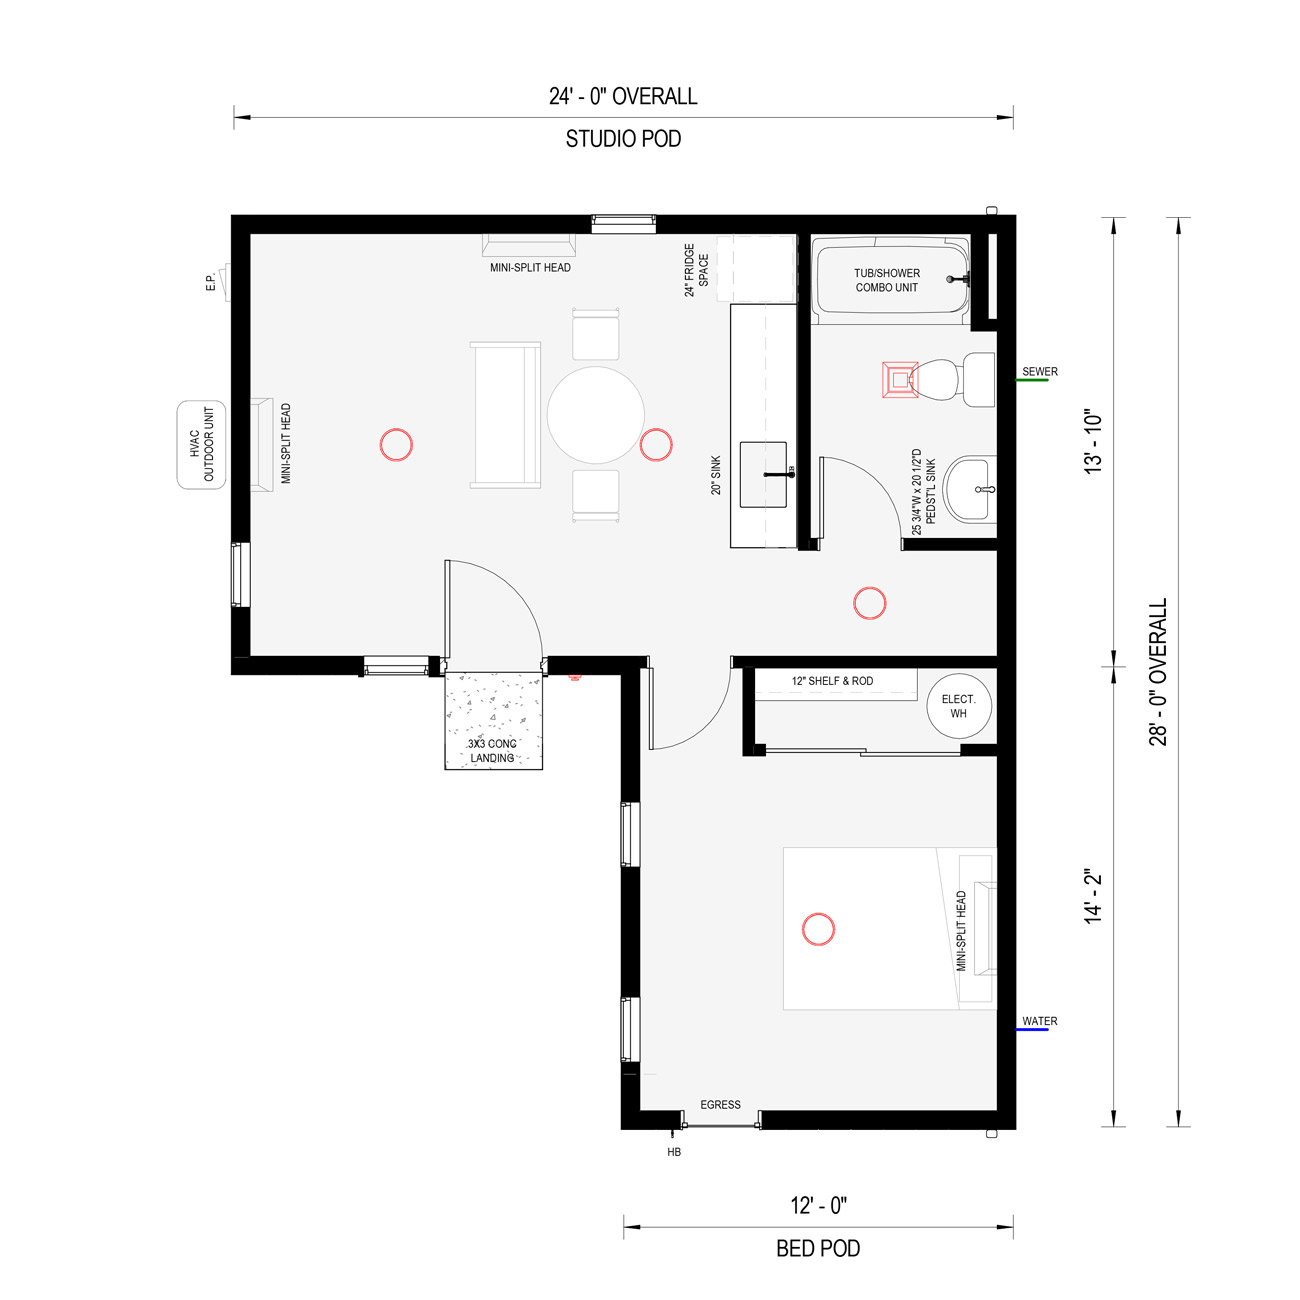 24' - 0" OVERALL
STUDIO POD
E.P.
MINI-SPLIT HEAD
24" FRIDGE
SPACE
TUB/SHOWER
COMBO UNIT
SEWER
HVAC
OUTDOOR UNIT
MINI-SPLIT HEAD
20" SINK
25 3/4"W x 20 1/2"D
PEDST'L SINK
13' - 10"
28' - 0" OVERALL
12" SHELF & ROD
ELECT.
WH
3X3 CONC
LANDING
MINI-SPLIT HEAD
14' - 2"
WATER
EGRESS
HB
12' - 0"
BED POD